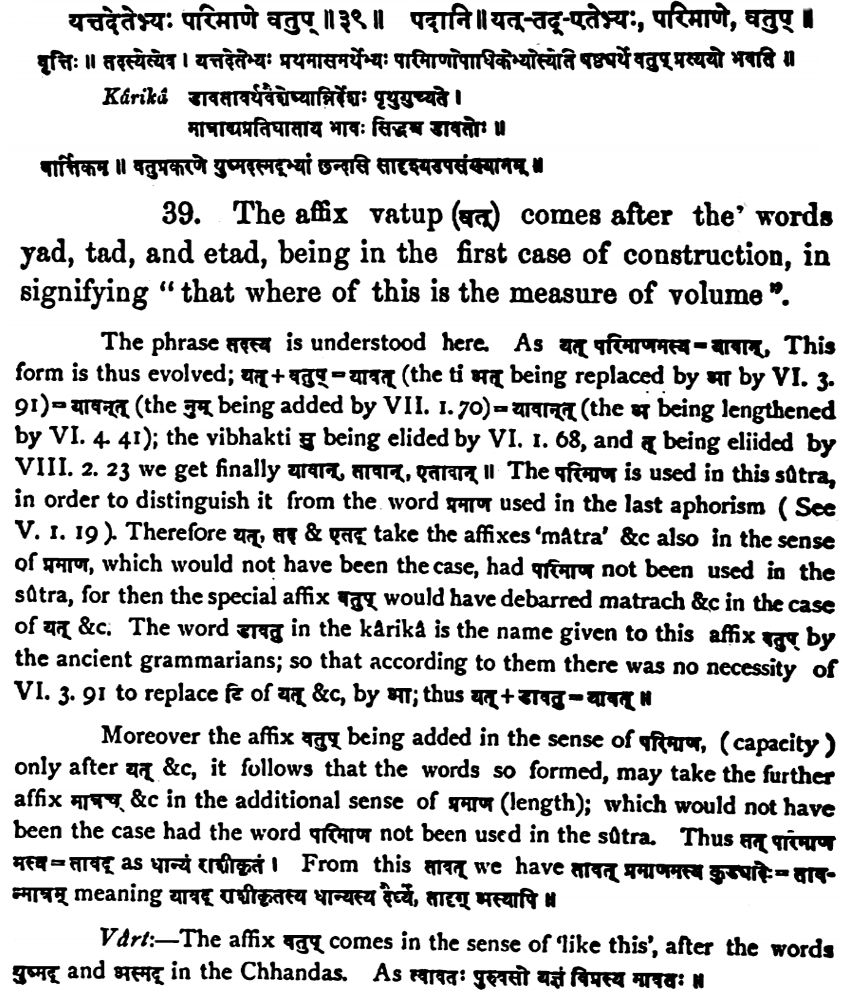 यत्तदेतेभ्यः परिमाणे वतुप् ॥३९॥ पदानि ॥ यत्-तद्-एतेभ्यः, परिमाणे, वतुप् ॥
वृत्तिः ॥ तदस्येत्येव । यत्तदेतेभ्यः प्रथमासमर्थेभ्यः परिमाणोपाधिकेभ्योस्येति षष्ठ्यर्थे वतुप् प्रत्ययो भवति ॥
Kârikâ डावतावर्थवैशेष्यान्निर्देशः पृथगुच्यते ।
मात्राद्यप्रतिघाताय भावः सिद्धश्च डावतोः ॥
वार्त्तिकम् ॥ वतुप्प्रकरणे युष्मदस्मद्भ्यां छन्दसि सादृश्यउपसंख्यानम् ॥
39. The affix vatup (वत्) comes after the' words
yad, tad, and etad, being in the first case of construction, in
signifying "that where of this is the measure of volume".
The phrase तदस्य is understood here. As यत् परिमाणमस्य = यावान्, This
form is thus evolved; यत् + वतुप् = यावत् (the ti अत् being replaced by आ by VI. 3.
91) = यावन्त् (the नुम् being added by VII. 1. 70) = यावान्त् (the अ being lengthened
by VI. 4. 41); the vibhakti सु being elided by VI. 1. 68, and त् being eliided by
VIII. 2. 23 we get finally यावान्, तावान्, एतावान् ॥ The परिमाण is used in this sûtra,
in order to distinguish it from the word प्रमाण used in the last aphorism ( See
V. 1. 19 ). Therefore यत्, तद् & एतद् take the affixes 'mâtra' &c also in the sense
of प्रमाण, which would not have been the case, had परिमाण not been used in the
sûtra, for then the special affix वतुप् would have debarred matrach &c in the case
of यत् &c. The word डावतु in the kârikâ is the name given to this affix वतुप् by
the ancient grammarians; so that according to them there was no necessity of
VI. 3. 91 to replace टि of यत् &c, by आ; thus यत् + डावतु = यावत् ॥
Moreover the affix वतुप् being added in the sense of परिमाण, ( capacity )
only after यत् &c, it follows that the words so formed, may take the further
affix मात्रच् &c in the additional sense of प्रमाण (length); which would not have
been the case had the word परिमाण not been used in the sûtra. Thus तत् परिमाण
मस्य = तावद् as धान्यं राशीकृतं । From this तावत् we have तावत् प्रमाणमस्य कुड्यादेः = ताव-
न्मात्रम् meaning यावद् राशीकृतस्य धान्यस्य दैर्घ्यं, तादृग् अस्यापि ॥
Vârt:—The affix वतुप् comes in the sense of 'like this', after the words
युष्मद् and अस्मद् in the Chhandas. As त्वावतः पुरुवसो यज्ञं विप्रस्य मावतः ॥